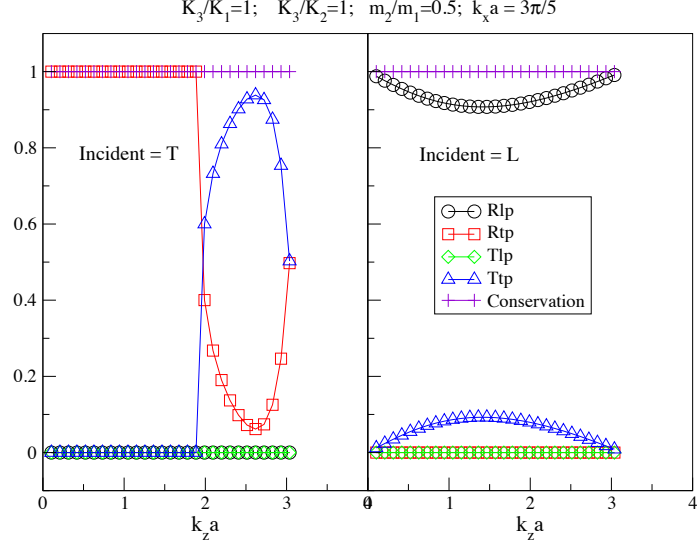 K₃/K₁=1; K₃/K₂=1; m₂/m₁=0.5; kₓa = 3π/5
1
0.8
0.6
0.4
0.2
0
Incident = T
Incident = L
Rlp
Rtp
Tlp
Ttp
Conservation
0 1 2 3 4
0 1 2 3 4
k_z a
k_z a